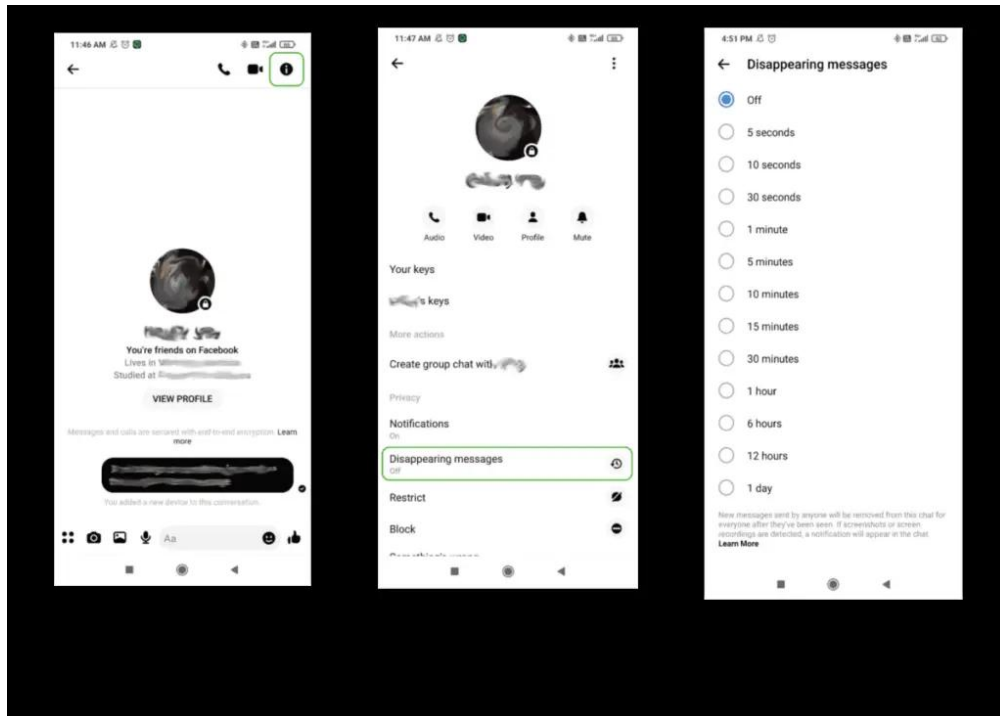 11:46 AM
You're friends on Facebook
Lives in
Studied at
VIEW PROFILE
Messages and calls are secured with end-to-end encryption. Learn
more
You added a new device to this conversation.
Aa
11:47 AM
Audio Video Profile Mute
Your keys
's keys
More actions
Create group chat with
Privacy
Notifications
On
Disappearing messages
Off
Restrict
Block
4:51 PM
Disappearing messages
Off
5 seconds
10 seconds
30 seconds
1 minute
5 minutes
10 minutes
15 minutes
30 minutes
1 hour
6 hours
12 hours
1 day
New messages sent by anyone will be removed from this chat for
everyone after they've been seen. If screenshots or screen
recordings are detected, a notification will appear in the chat.
Learn More